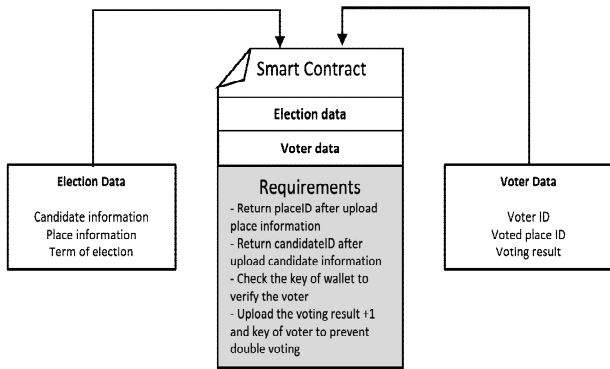 Smart Contract
Election data
Voter data
Requirements
- Return placeID after upload
place information
- Return candidateID after
upload candidate information
- Check the key of wallet to
verify the voter
- Upload the voting result +1
and key of voter to prevent
double voting
Election Data
Candidate information
Place information
Term of election
Voter Data
Voter ID
Voted place ID
Voting result